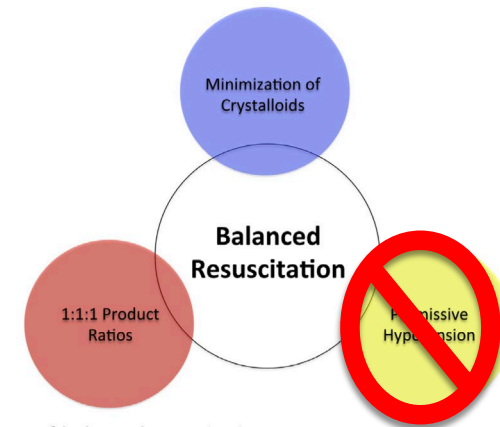 Minimization of
Crystalloids
Balanced
Resuscitation
1:1:1 Product
Ratios